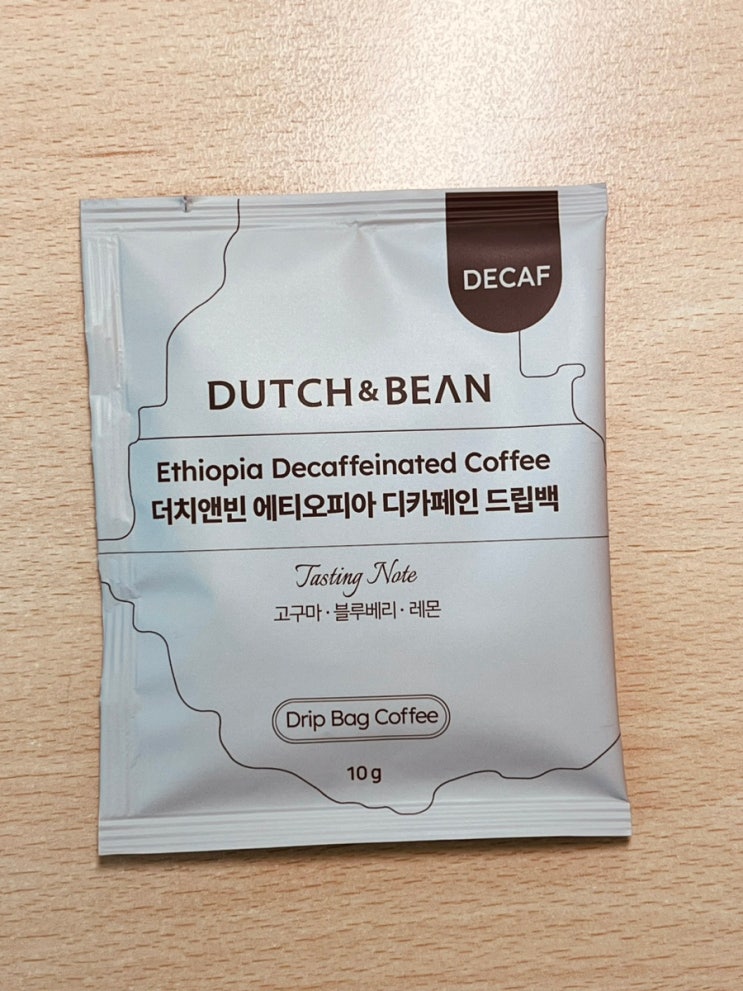 DECAF
DUTCH&BEAN
Ethiopia Decaffeinated Coffee
더치앤빈 에티오피아 디카페인 드립백
Tasting Note
고구마·블루베리·레몬
Drip Bag Coffee
10 g